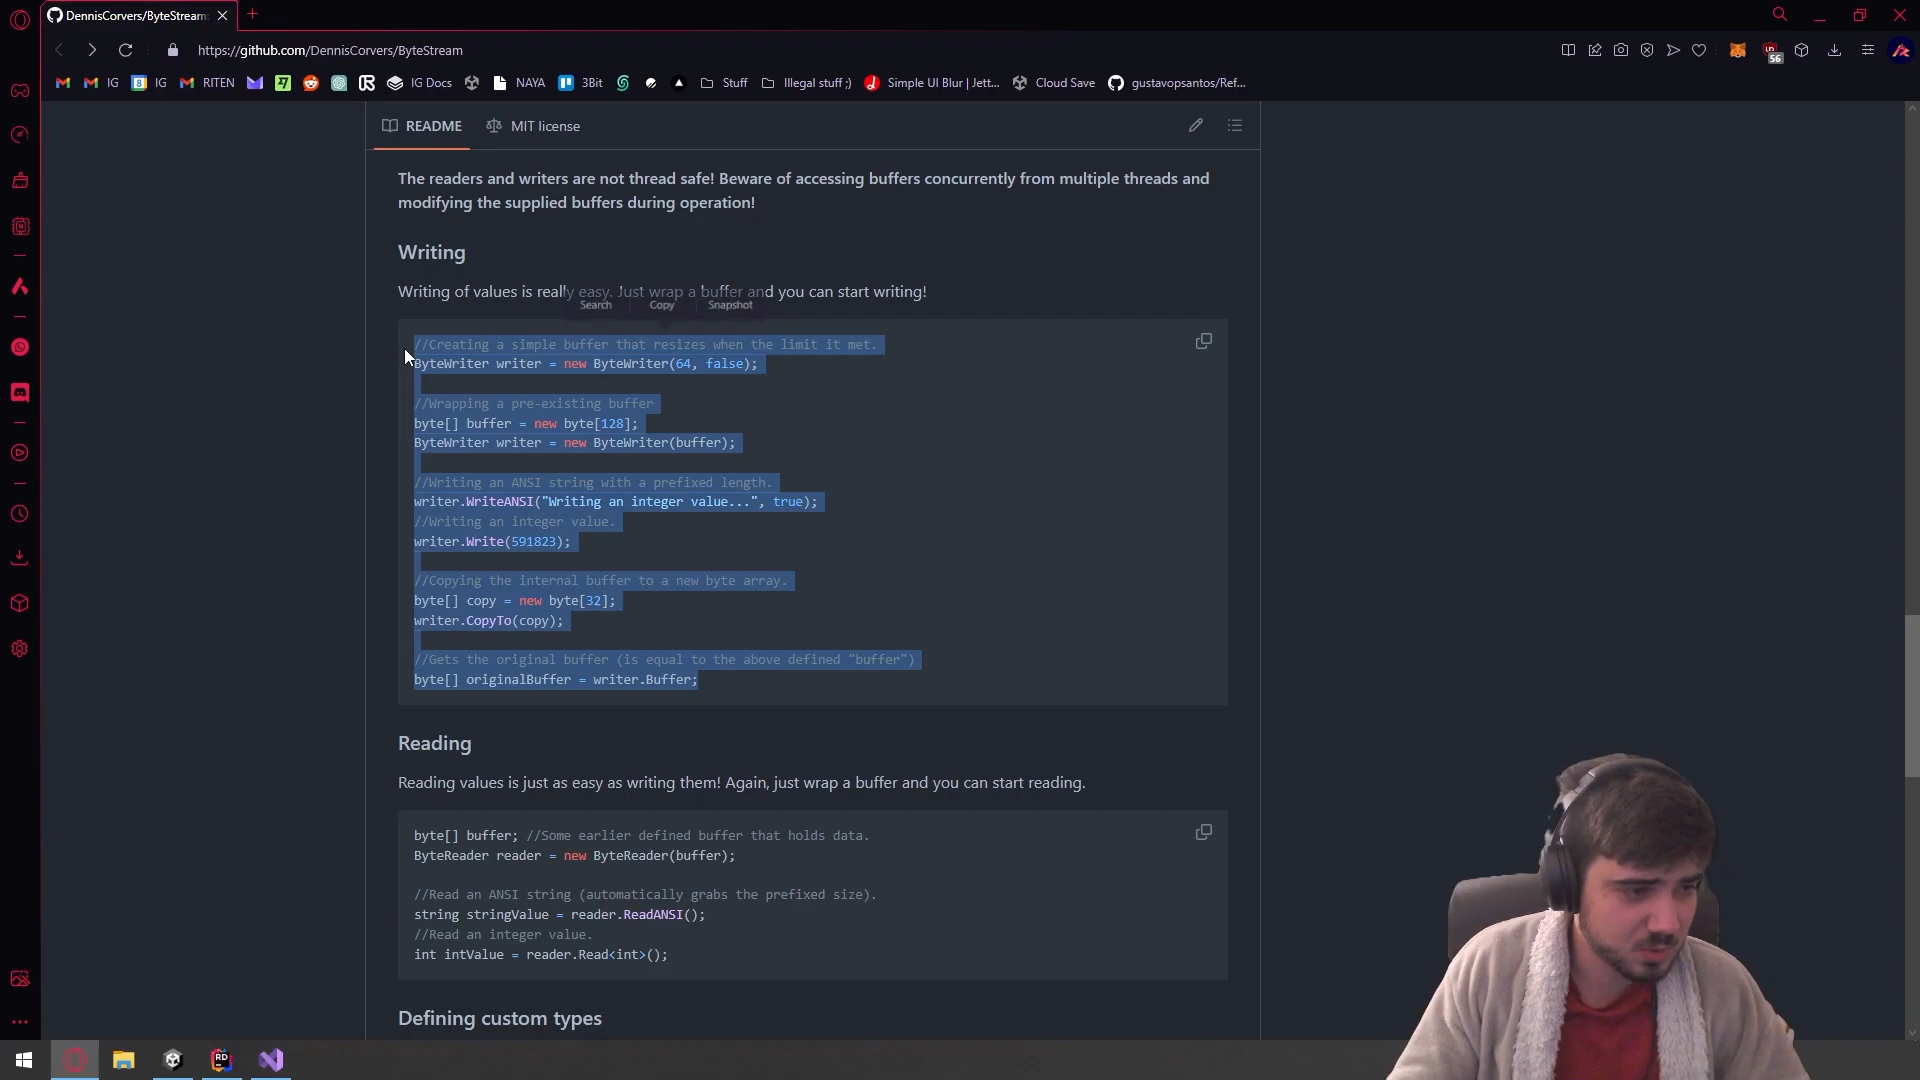 DennisCorvers/ByteStream
https://github.com/DennisCorvers/ByteStream
56
IG
8
IG
RITEN
7
IG Docs
NAYA
3Bit
Stuff
Illegal stuff ;)
Simple UI Blur | Jett...
Cloud Save
gustavopsantos/Ref...
README
MIT license
The readers and writers are not thread safe! Beware of accessing buffers concurrently from multiple threads and
modifying the supplied buffers during operation!
Writing
Writing of values is really easy. Just wrap a buffer and you can start writing!
Search
Copy
Snapshot
//Creating a simple buffer that resizes when the limit it met.
ByteWriter writer = new ByteWriter(64, false);
//Wrapping a pre-existing buffer
byte[] buffer = new byte[128];
ByteWriter writer = new ByteWriter(buffer);
//Writing an ANSI string with a prefixed length.
writer.WriteANSI("Writing an integer value...", true);
//Writing an integer value.
writer.Write(591823);
//Copying the internal buffer to a new byte array.
byte[] copy = new byte[32];
writer.CopyTo(copy);
//Gets the original buffer (is equal to the above defined "buffer")
byte[] originalBuffer = writer.Buffer;
Reading
Reading values is just as easy as writing them! Again, just wrap a buffer and you can start reading.
byte[] buffer; //Some earlier defined buffer that holds data.
ByteReader reader = new ByteReader(buffer);
//Read an ANSI string (automatically grabs the prefixed size).
string stringValue = reader.ReadANSI();
//Read an integer value.
int intValue = reader.Read<int>();
Defining custom types
RD